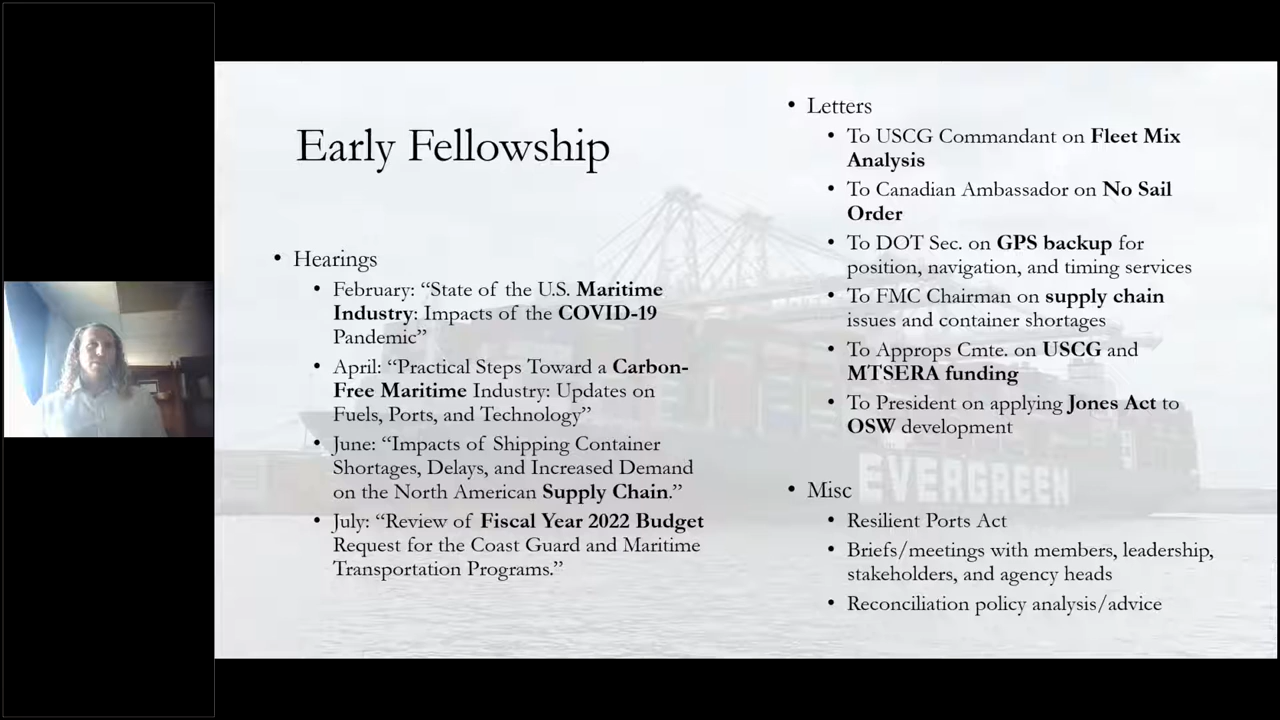 Early Fellowship
• Hearings
• February: “State of the U.S. Maritime
Industry: Impacts of the COVID-19
Pandemic”
• April: “Practical Steps Toward a Carbon-
Free Maritime Industry: Updates on
Fuels, Ports, and Technology”
• June: “Impacts of Shipping Container
Shortages, Delays, and Increased Demand
on the North American Supply Chain.”
• July: “Review of Fiscal Year 2022 Budget
Request for the Coast Guard and Maritime
Transportation Programs.”
• Letters
• To USCG Commandant on Fleet Mix
Analysis
• To Canadian Ambassador on No Sail
Order
• To DOT Sec. on GPS backup for
position, navigation, and timing services
• To FMC Chairman on supply chain
issues and container shortages
• To Approps Cmte. on USCG and
MTSERA funding
• To President on applying Jones Act to
OSW development
• Misc
• Resilient Ports Act
• Briefs/meetings with members, leadership,
stakeholders, and agency heads
• Reconciliation policy analysis/advice
EVERGREEN